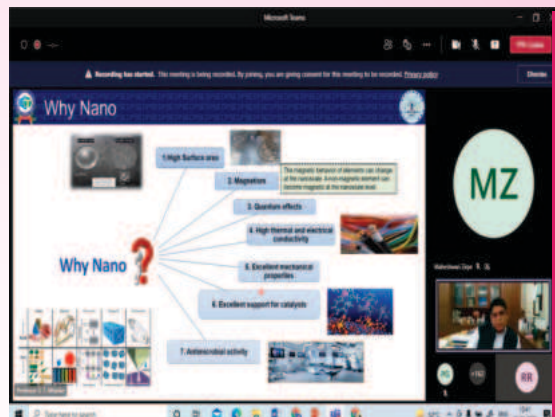 Microsoft Teams
Recording has started. This meeting is being recorded. By joining, you are giving consent for this meeting to be recorded. Privacy policy
Dismiss
Why Nano
1.High Surface area
2. Magnetism
The magnetic behavior of elements can change
at the nanoscale. A non-magnetic element can
become magnetic at the nanoscale level.
3. Quantum effects
4. High thermal and electrical
conductivity
Why Nano
5. Excellent mechanical
properties
6. Excellent support for catalysts
7. Antimicrobial activity
MZ
RR
Type here to search